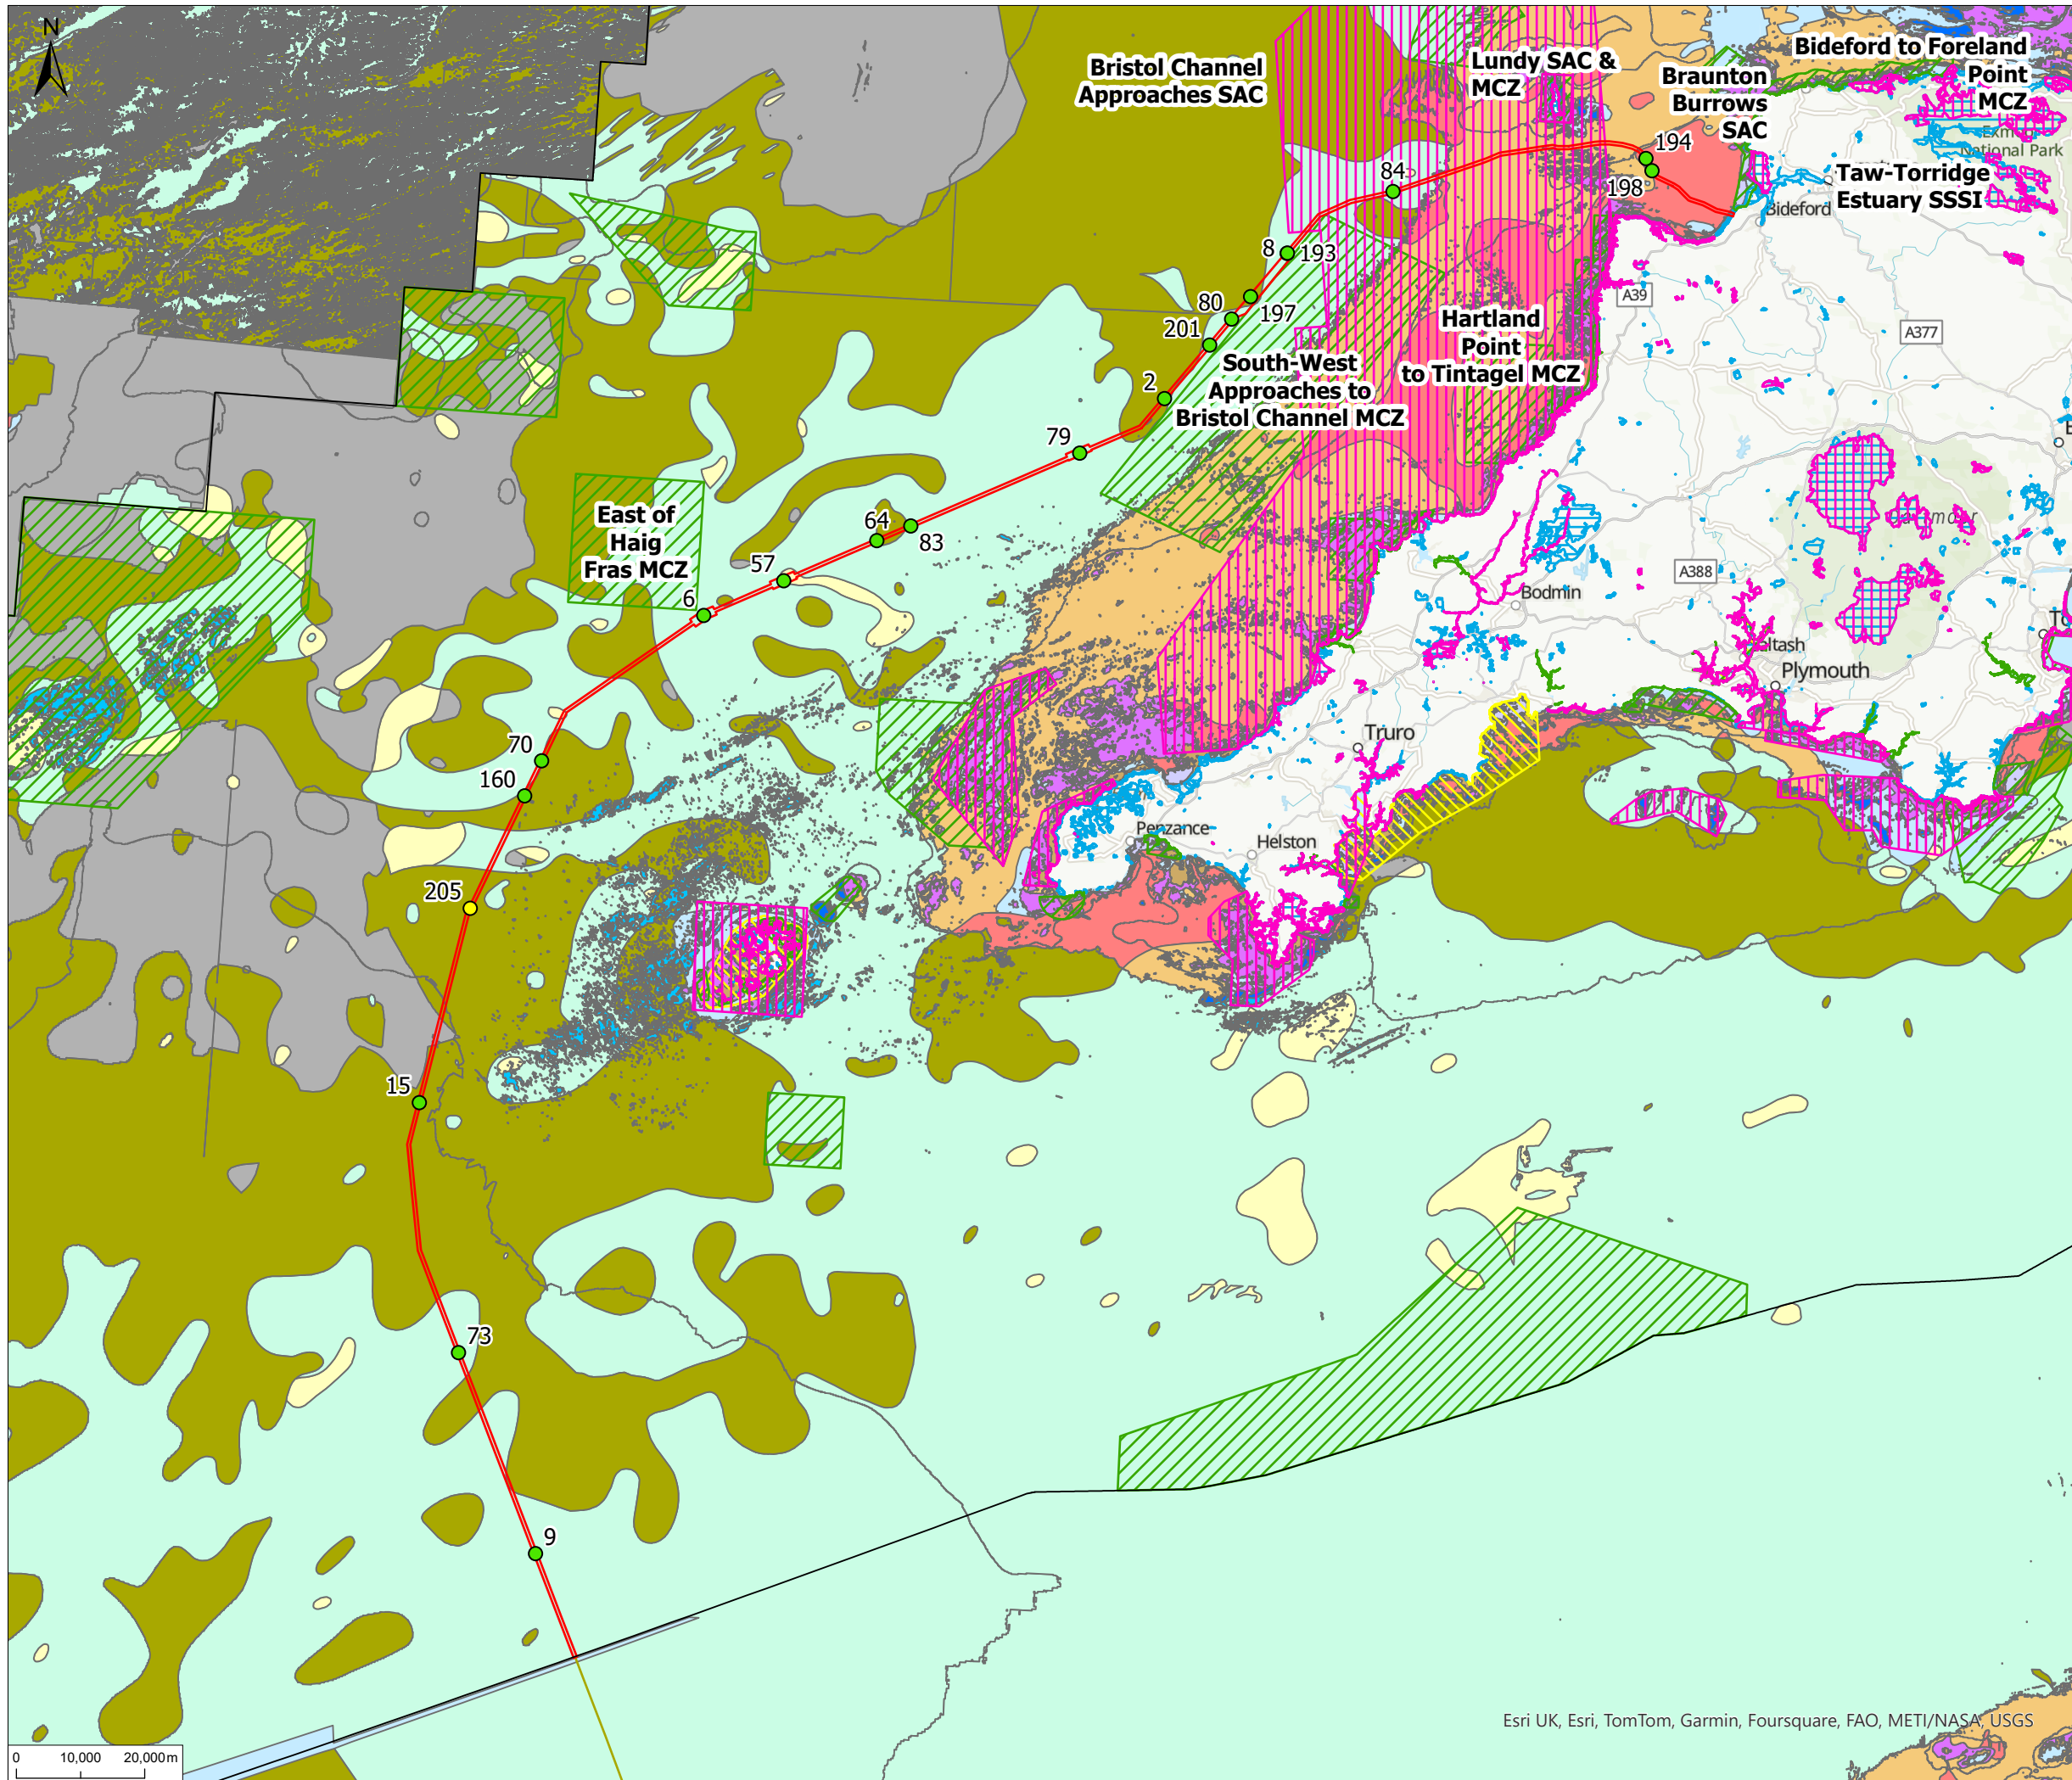 N
Bristol Channel
Approaches SAC
Lundy SAC &
MCZ
Braunton
Burrows
SAC
Bideford to Foreland
Point
MCZ
National Park
Taw-Torridge
Estuary SSSI
Bideford
194
198
84
8
193
80
197
201
2
79
64
83
57
6
70
160
205
15
73
9
A39
A377
A388
Hartland
Point
to Tintagel MCZ
South-West
Approaches to
Bristol Channel MCZ
East of
Haig
Fras MCZ
Bodmin
Plymouth
Truro
Penzance
Helston
Esri UK, Esri, TomTom, Garmin, Foursquare, FAO, METI/NASA, USGS
0 10,000 20,000 m